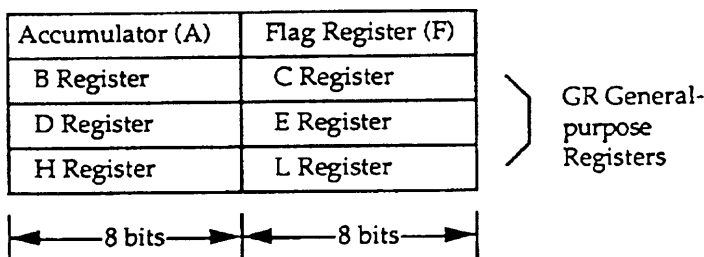 Accumulator (A) Flag Register (F)
B Register C Register
D Register E Register
H Register L Register
GR General-
purpose
Registers
8 bits 8 bits